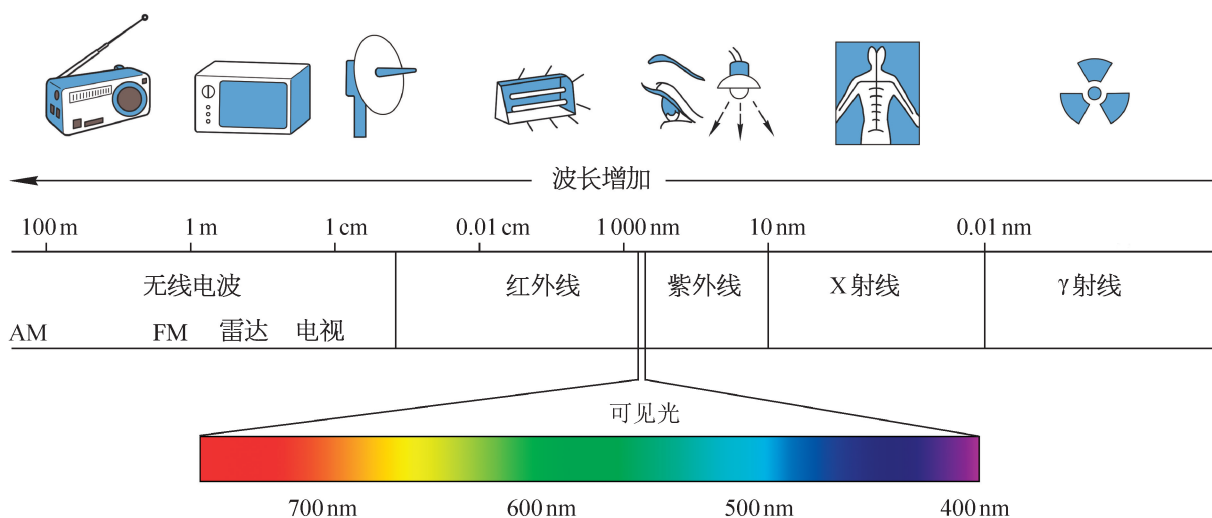 波长增加
100 m 1 m 1 cm 0.01 cm 1 000 nm 10 nm 0.01 nm
无线电波 红外线 紫外线 X射线 γ射线
AM FM 雷达 电视
可见光
700 nm 600 nm 500 nm 400 nm